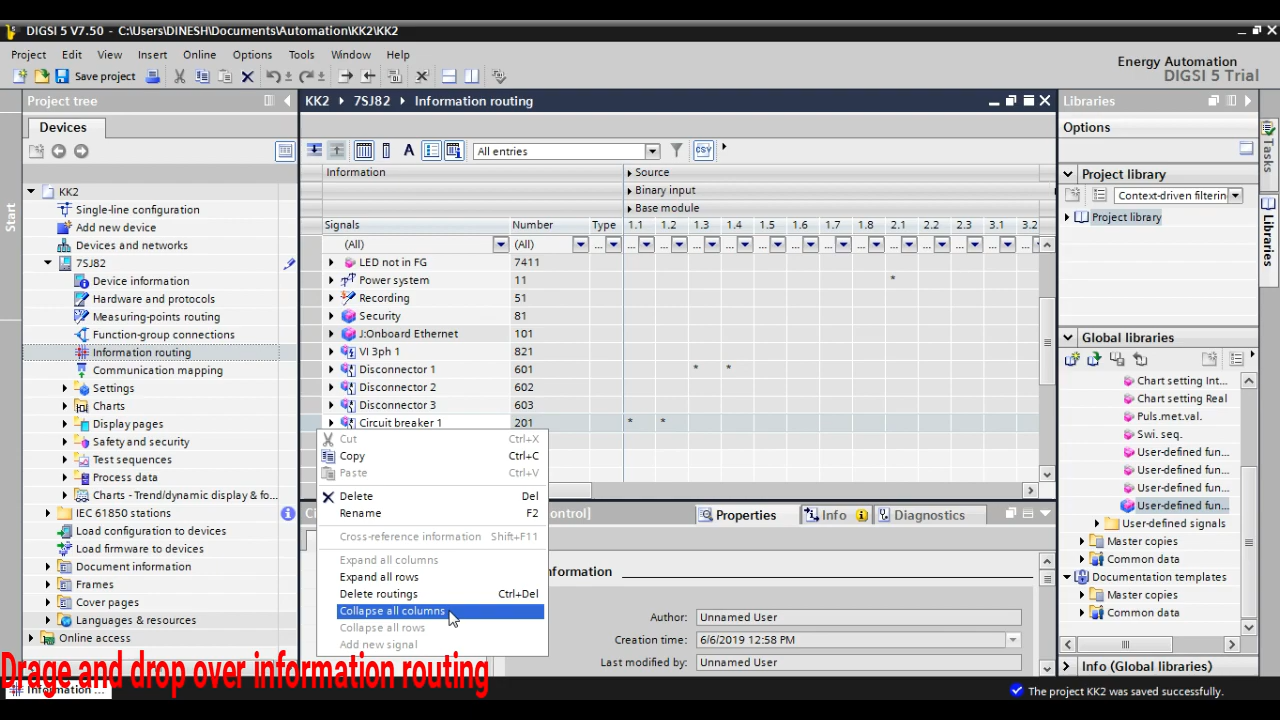 DIGSI 5 V7.50 - C:\Users\DINESH\Documents\Automation\KK2\KK2
Project Edit View Insert Online Options Tools Window Help
Save project
Energy Automation
DIGSI 5 Trial
Project tree
Devices
KK2
Single-line configuration
Add new device
Devices and networks
7SJ82
Device information
Hardware and protocols
Measuring-points routing
Function-group connections
Information routing
Communication mapping
Settings
Charts
Display pages
Safety and security
Test sequences
Process data
Charts - Trend/dynamic display & fo...
IEC 61850 stations
Load configuration to devices
Load firmware to devices
Document information
Frames
Cover pages
Languages & resources
Online access
Start
KK2 7SJ82 Information routing
A All entries CSV
Information Source
Binary input
Base module
Signals Number Type 1.1 1.2 1.3 1.4 1.5 1.6 1.7 1.8 2.1 2.2 2.3 3.1 3.2
(All) (All) ... ... ... ... ... ... ... ... ... ... ... ... ... ...
LED not in FG 7411
Power system 11 *
Recording 51
Security 81
J:Onboard Ethernet 101
VI 3ph 1 821
Disconnector 1 601 * *
Disconnector 2 602
Disconnector 3 603
Circuit breaker 1 201 * *
Cut Ctrl+X
Copy Ctrl+C
Paste Ctrl+V
Delete Del
Rename F2
Cross-reference information Shift+F11
Expand all columns
Expand all rows
Delete routings Ctrl+Del
Collapse all columns
Collapse all rows
Add new signal
Ci
ontrol]
Properties Info Diagnostics
nformation
Author: Unnamed User
Creation time: 6/6/2019 12:58 PM
Last modified by: Unnamed User
Libraries
Options
Project library
Context-driven filterin
Project library
Global libraries
Chart setting Int...
Chart setting Real
Puls.met.val.
Swi. seq.
User-defined fun...
User-defined fun...
User-defined fun...
User-defined fun...
User-defined signals
Master copies
Common data
Documentation templates
Master copies
Common data
Info (Global libraries)
Tasks
Libraries
Drage and drop over information routing
Information ...
The project KK2 was saved successfully.